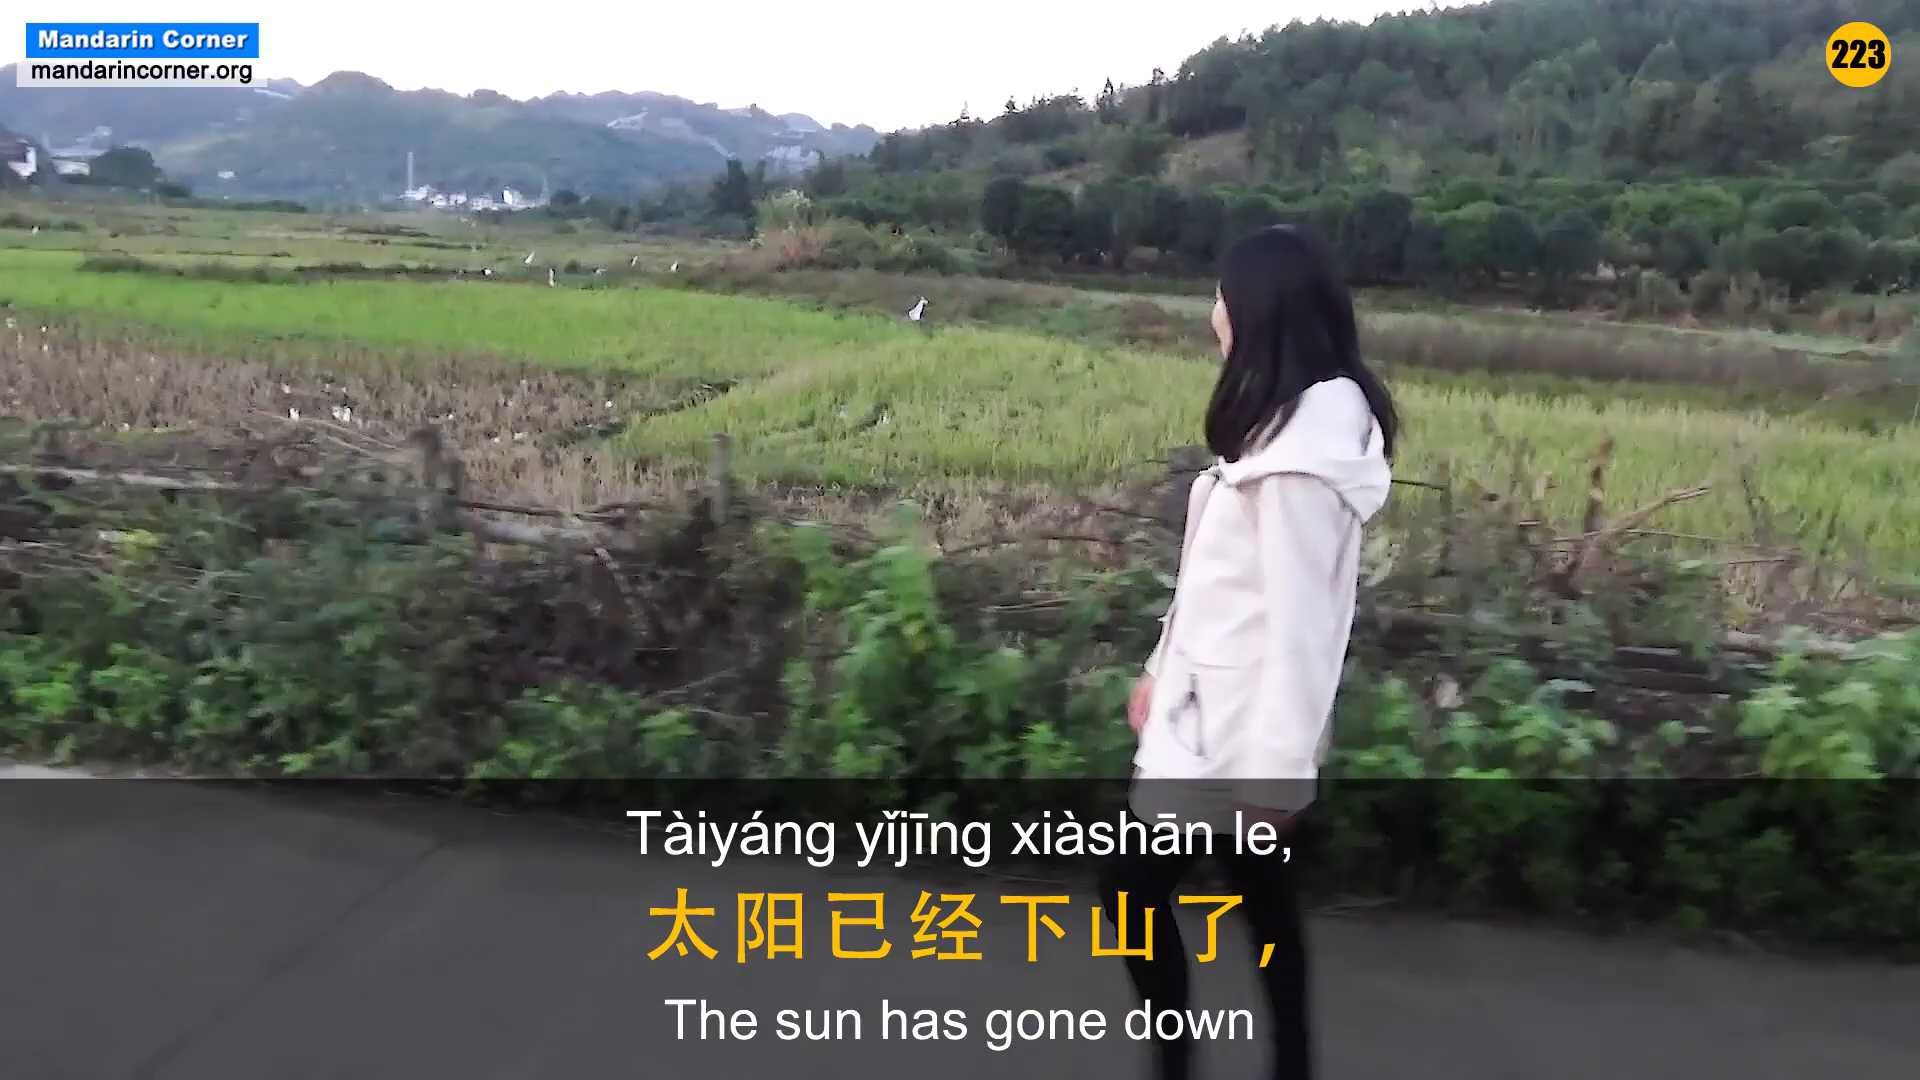 Mandarin Corner
mandarincorner.org
223
Tàiyáng yǐjīng xiàshān le,
太阳已经下山了,
The sun has gone down